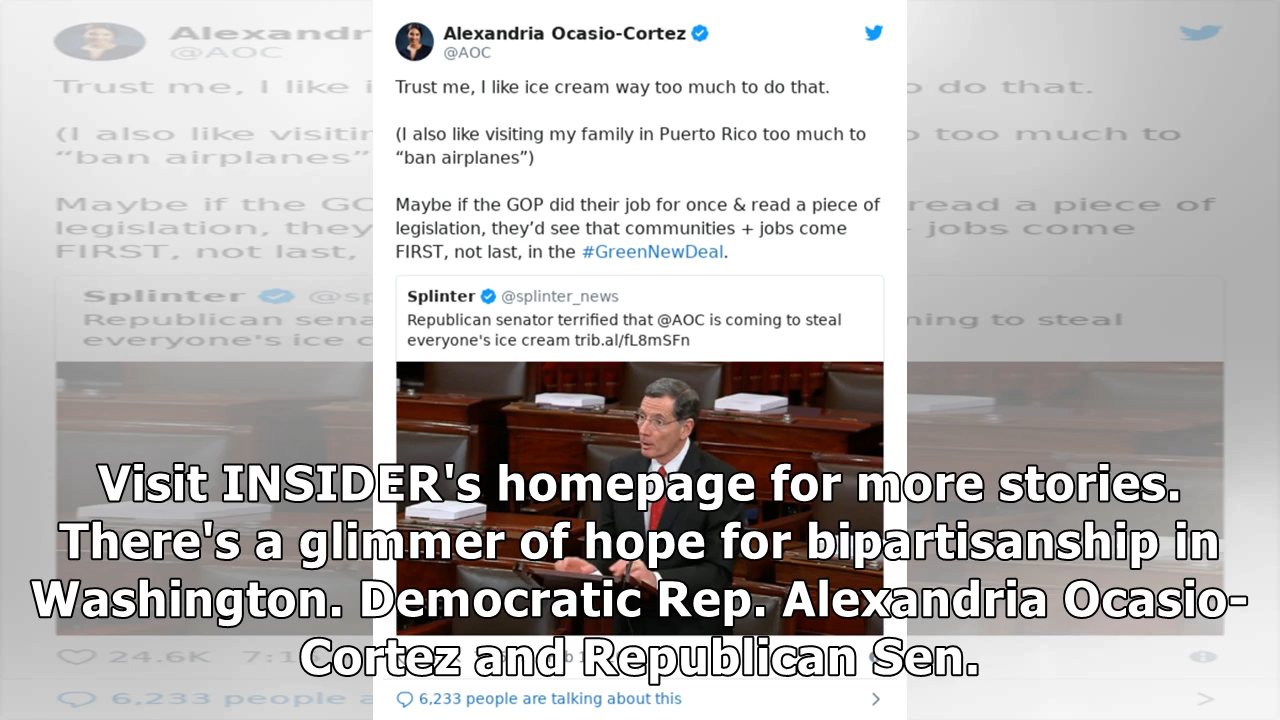 Alexandria Ocasio-Cortez
@AOC
Trust me, I like ice cream way too much to do that.
(I also like visiting my family in Puerto Rico too much to
“ban airplanes”)
Maybe if the GOP did their job for once & read a piece of
legislation, they’d see that communities + jobs come
FIRST, not last, in the #GreenNewDeal.
Splinter @splinter_news
Republican senator terrified that @AOC is coming to steal
everyone's ice cream trib.al/fL8mSFn
Visit INSIDER's homepage for more stories.
There's a glimmer of hope for bipartisanship in
Washington. Democratic Rep. Alexandria Ocasio-
Cortez and Republican Sen.
24.6K
6,233 people are talking about this